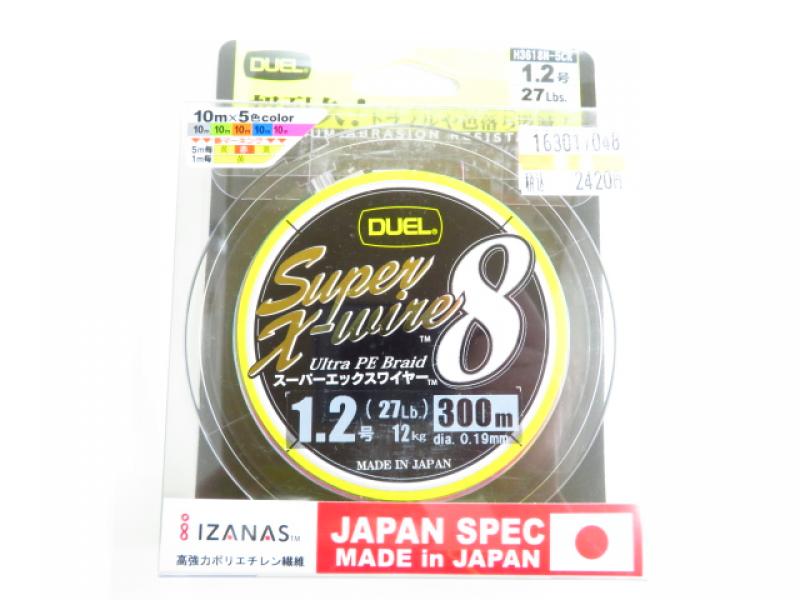 DUEL®
1.2号
27Lbs.
10m×5色color
10m 10m 10m 10m 10m
5m毎
1m毎
163017048
税込 2420円
DUEL®
Super
X-wire 8
TM
Ultra PE Braid
スーパーエックスワイヤー TM
1.2号 (27Lb.) 12kg 300m
dia. 0.19mm
MADE IN JAPAN
IZANAS TM
高強力ポリエチレン繊維
JAPAN SPEC
MADE in JAPAN